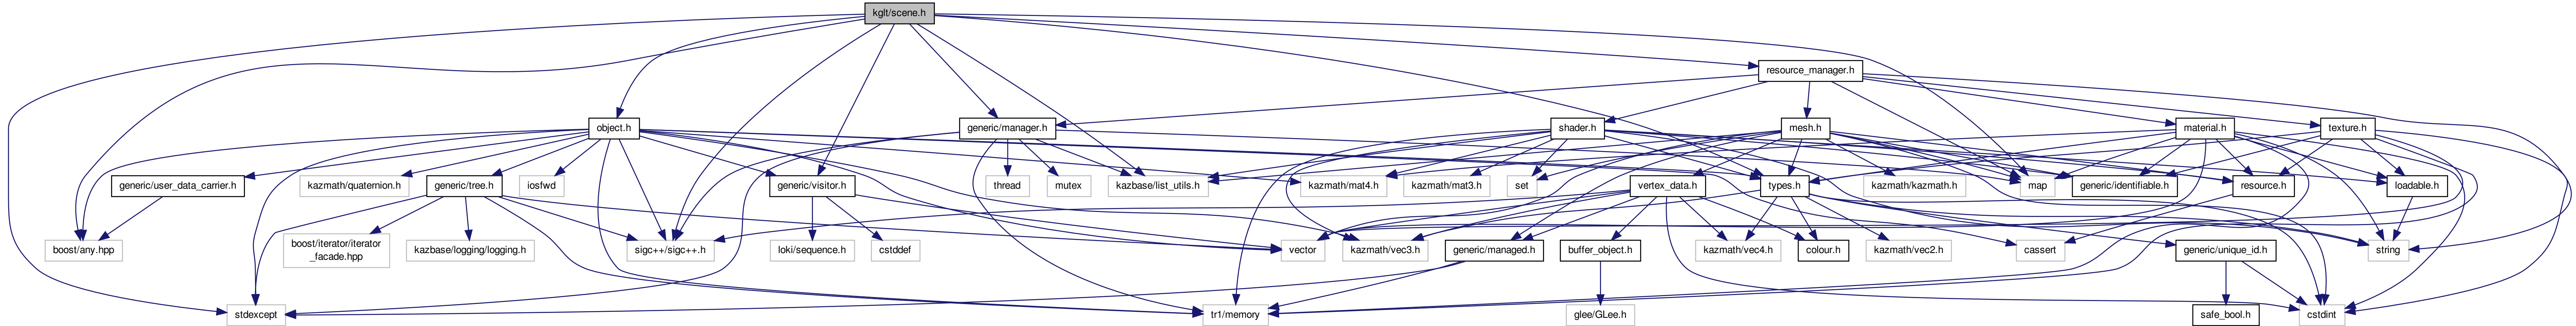 kglt/scene.h
resource_manager.h
object.h
generic/manager.h
shader.h
mesh.h
material.h
texture.h
generic/user_data_carrier.h
kazmath/quaternion.h
generic/tree.h
iosfwd
generic/visitor.h
thread
mutex
kazbase/list_utils.h
kazmath/mat4.h
kazmath/mat3.h
set
vertex_data.h
types.h
kazmath/kazmath.h
map
generic/identifiable.h
resource.h
loadable.h
boost/any.hpp
boost/iterator/iterator
_facade.hpp
kazbase/logging/logging.h
sigc++/sigc++.h
loki/sequence.h
cstddef
vector
kazmath/vec3.h
generic/managed.h
buffer_object.h
kazmath/vec4.h
colour.h
kazmath/vec2.h
cassert
generic/unique_id.h
string
stdexcept
tr1/memory
glee/GLee.h
safe_bool.h
cstdint